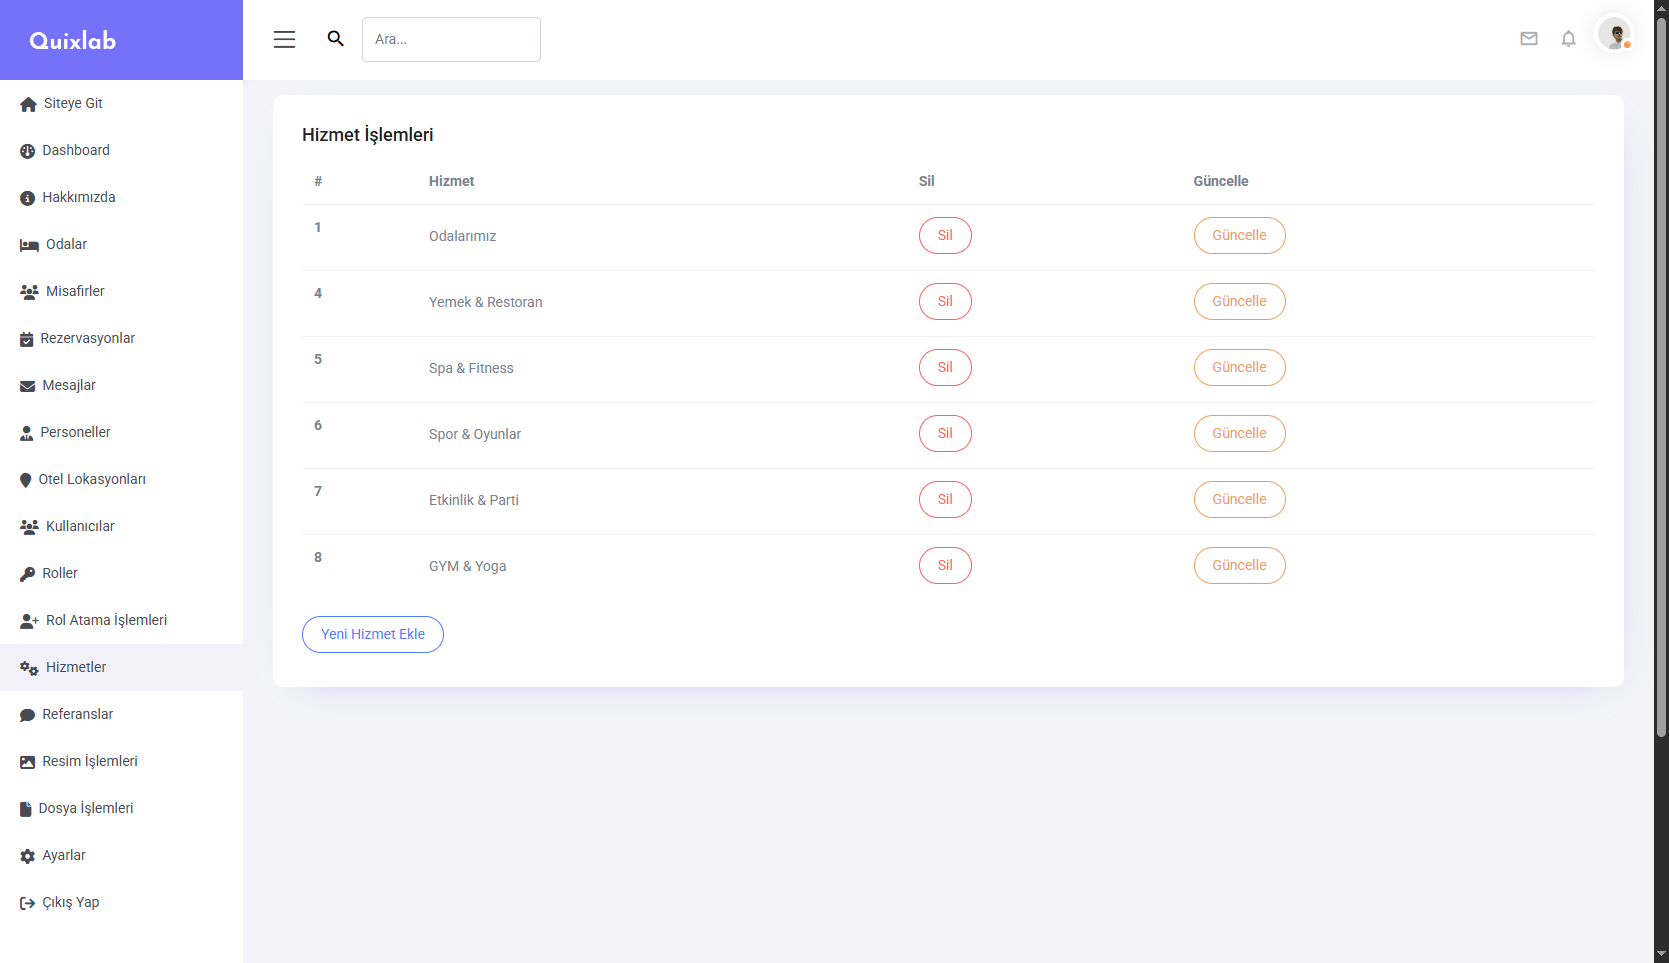 Quixlab
Ara...
Siteye Git
Dashboard
Hakkımızda
Odalar
Misafirler
Rezervasyonlar
Mesajlar
Personeller
Otel Lokasyonları
Kullanıcılar
Roller
Rol Atama İşlemleri
Hizmetler
Referanslar
Resim İşlemleri
Dosya İşlemleri
Ayarlar
Çıkış Yap
Hizmet İşlemleri
# Hizmet Sil Güncelle
1 Odalarımız Sil Güncelle
4 Yemek & Restoran Sil Güncelle
5 Spa & Fitness Sil Güncelle
6 Spor & Oyunlar Sil Güncelle
7 Etkinlik & Parti Sil Güncelle
8 GYM & Yoga Sil Güncelle
Yeni Hizmet Ekle